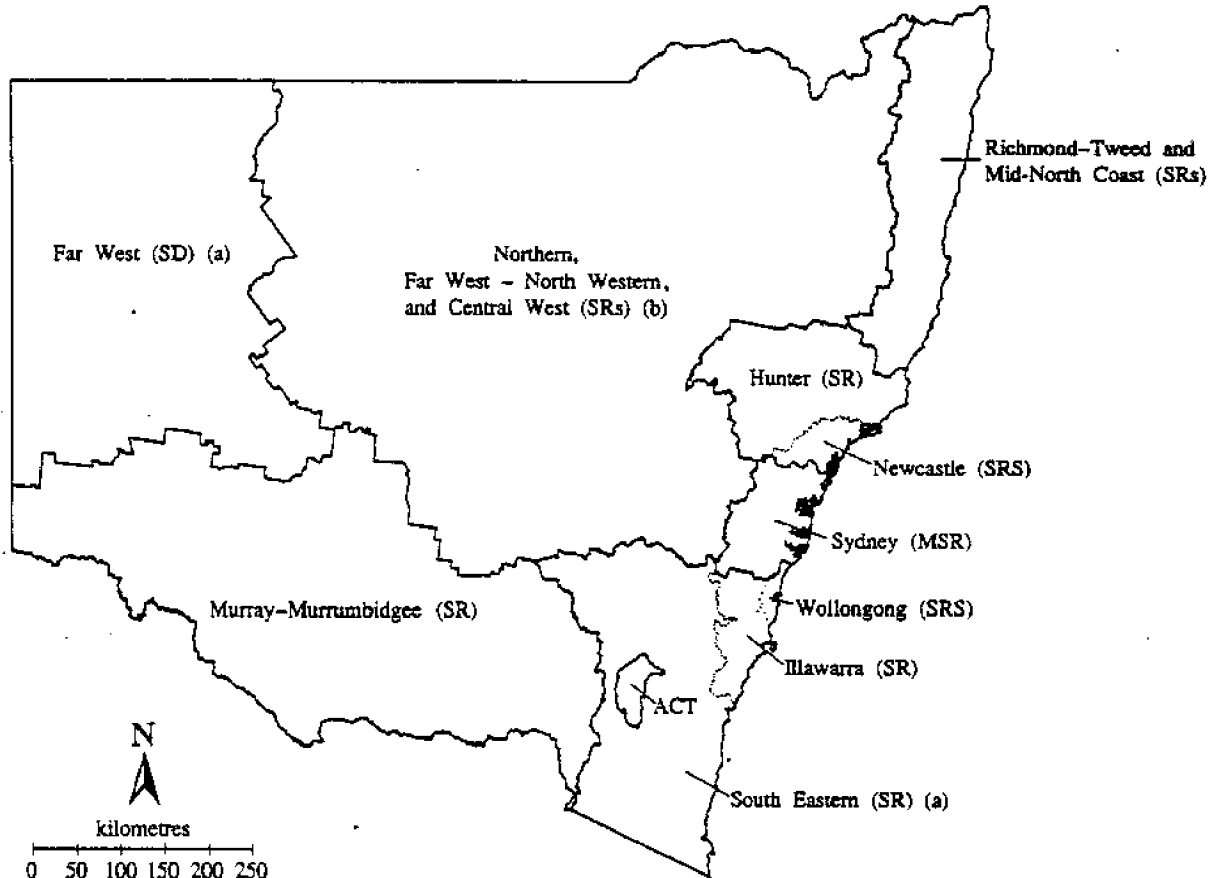 Richmond–Tweed and
Mid-North Coast (SRs)
Far West (SD) (a)
Northern,
Far West – North Western,
and Central West (SRs) (b)
Hunter (SR)
Newcastle (SRS)
Sydney (MSR)
Murray–Murrumbidgee (SR)
Wollongong (SRS)
Illawarra (SR)
ACT
South Eastern (SR) (a)
N
kilometres
0 50 100 150 200 250